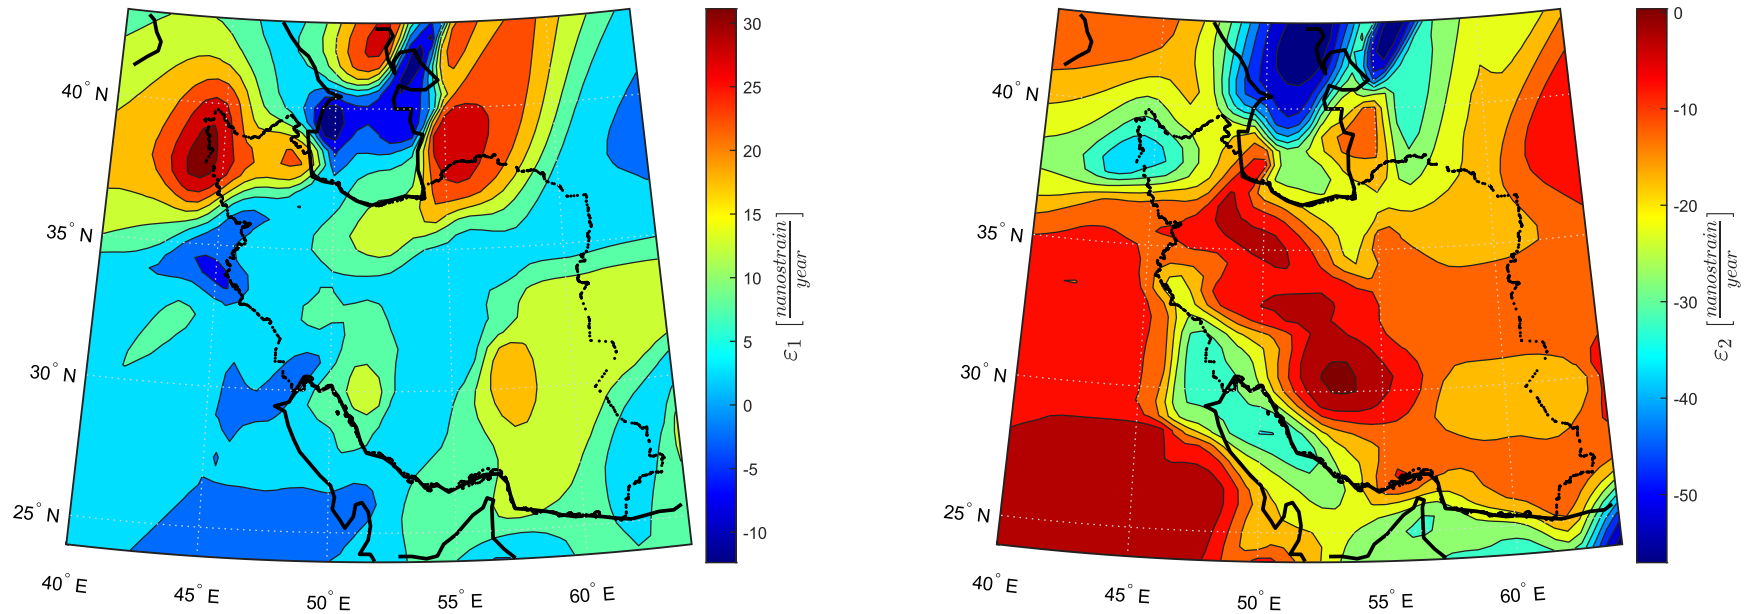 40° N
35° N
30° N
25° N
40° E
45° E
50° E
55° E
60° E
30
25
20
15
10
5
0
-5
-10
ε₁ [nanostrain/year]
40° N
35° N
30° N
25° N
40° E
45° E
50° E
55° E
60° E
0
-10
-20
-30
-40
-50
ε₂ [nanostrain/year]